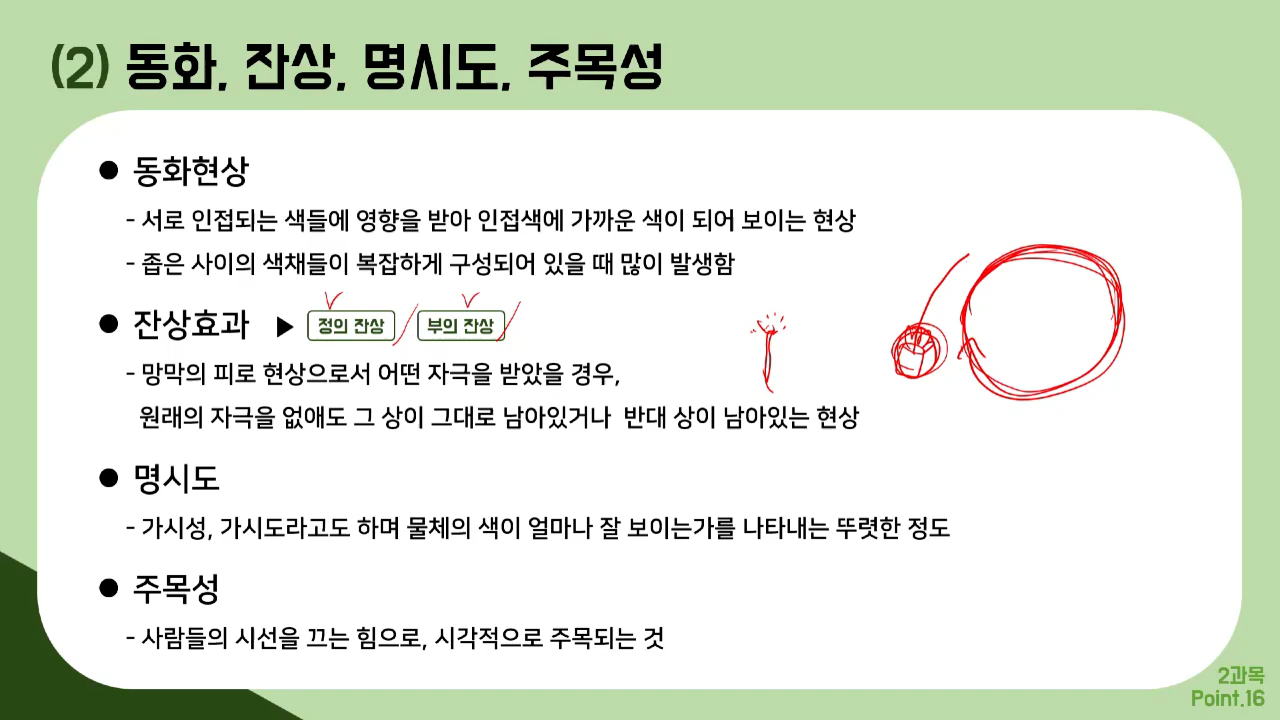 (2) 동화, 잔상, 명시도, 주목성
● 동화현상
- 서로 인접되는 색들에 영향을 받아 인접색에 가까운 색이 되어 보이는 현상
- 좁은 사이의 색채들이 복잡하게 구성되어 있을 때 많이 발생함
● 잔상효과 ▶ 정의 잔상 부의 잔상
- 망막의 피로 현상으로서 어떤 자극을 받았을 경우,
원래의 자극을 없애도 그 상이 그대로 남아있거나 반대 상이 남아있는 현상
● 명시도
- 가시성, 가시도라고도 하며 물체의 색이 얼마나 잘 보이는가를 나타내는 뚜렷한 정도
● 주목성
- 사람들의 시선을 끄는 힘으로, 시각적으로 주목되는 것
2과목
Point.16